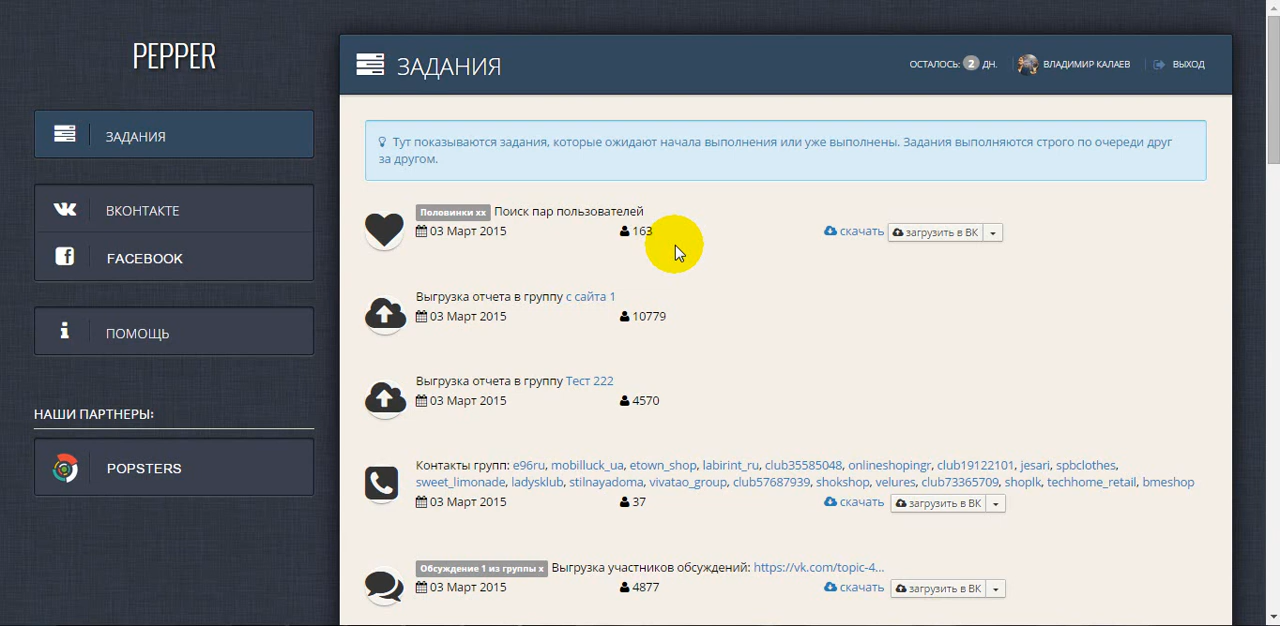 PEPPER
ЗАДАНИЯ
ВКОНТАКТЕ
FACEBOOK
ПОМОЩЬ
НАШИ ПАРТНЕРЫ:
POPSTERS
ЗАДАНИЯ
ОСТАЛОСЬ: 2 ДН.
ВЛАДИМИР КАЛАЕВ
ВЫХОД
Тут показываются задания, которые ожидают начала выполнения или уже выполнены. Задания выполняются строго по очереди друг
за другом.
Половинки хх Поиск пар пользователей
03 Март 2015 163 скачать загрузить в ВК
Выгрузка отчета в группу с сайта 1
03 Март 2015 10779
Выгрузка отчета в группу Тест 222
03 Март 2015 4570
Контакты групп: e96ru, mobilluck_ua, etown_shop, labirint_ru, club35585048, onlineshopingr, club19122101, jesari, spbclothes,
sweet_limonade, ladysklub, stilnayadoma, vivatao_group, club57687939, shokshop, velures, club73365709, shoplk, techhome_retail, bmeshop
03 Март 2015 37 скачать загрузить в ВК
Обсуждение 1 из группы х Выгрузка участников обсуждений: https://vk.com/topic-4...
03 Март 2015 4877 скачать загрузить в ВК